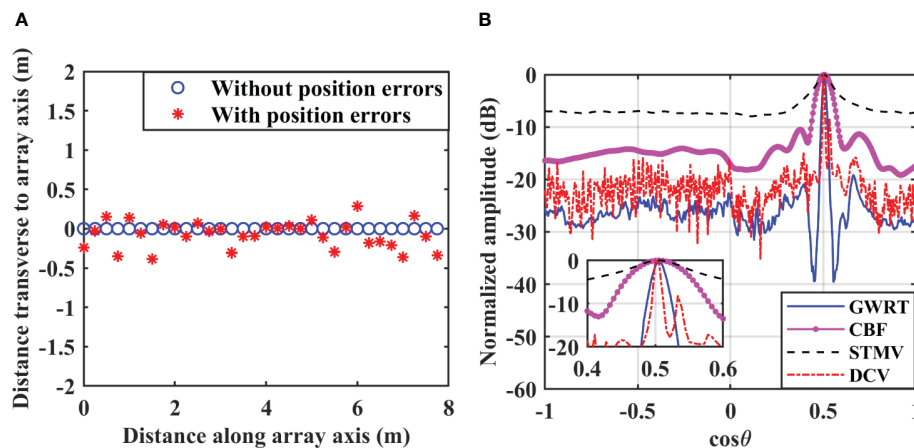 A
Distance transverse to array axis (m)
2
1.5
1
0.5
0
-0.5
-1
-1.5
-2
Without position errors
With position errors
0 2 4 6 8
Distance along array axis (m)
B
Normalized amplitude (dB)
0
-10
-20
-30
-40
-50
-60
0
-10
-20
0.4 0.5 0.6
GWRT
CBF
STMV
DCV
-1 -0.5 0 0.5 1
cosθ